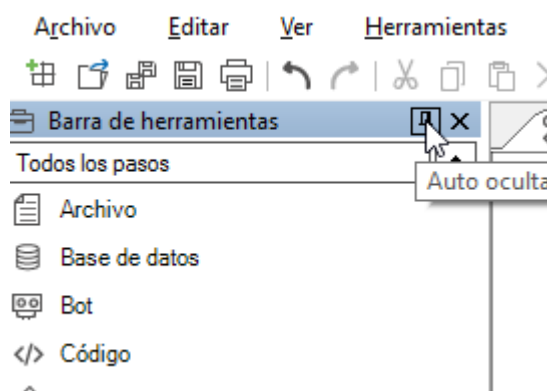 Archivo Editar Ver Herramientas
Barra de herramientas
Todos los pasos
Auto oculta
Archivo
Base de datos
Bot
Código